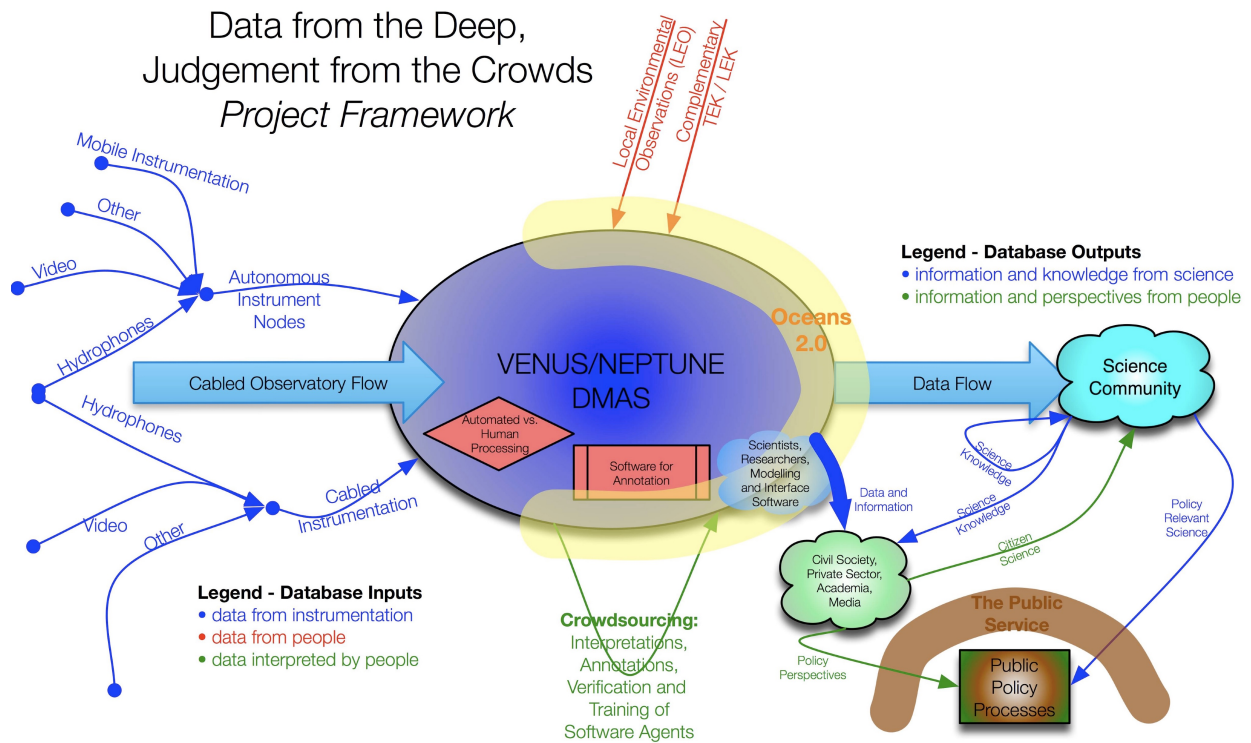 Data from the Deep,
Judgement from the Crowds
Project Framework
Local Environmental
Observations (LEO)
Complementary
TEK / LEK
Mobile Instrumentation
Other
Video
Hydrophones
Autonomous
Instrument
Nodes
Cabled Observatory Flow
Hydrophones
Video
Other
Cabled
Instrumentation
VENUS/NEPTUNE
DMAS
Automated vs.
Human
Processing
Software for
Annotation
Scientists,
Researchers,
Modelling
and Interface
Software
Oceans
2.0
Legend - Database Outputs
• information and knowledge from science
• information and perspectives from people
Data Flow
Science
Community
Science
Knowledge
Science
Knowledge
Data and
Information
Citizen
Science
Policy
Relevant
Science
Civil Society,
Private Sector,
Academia,
Media
Policy
Perspectives
The Public
Service
Public
Policy
Processes
Legend - Database Inputs
• data from instrumentation
• data from people
• data interpreted by people
Crowdsourcing:
Interpretations,
Annotations,
Verification and
Training of
Software Agents